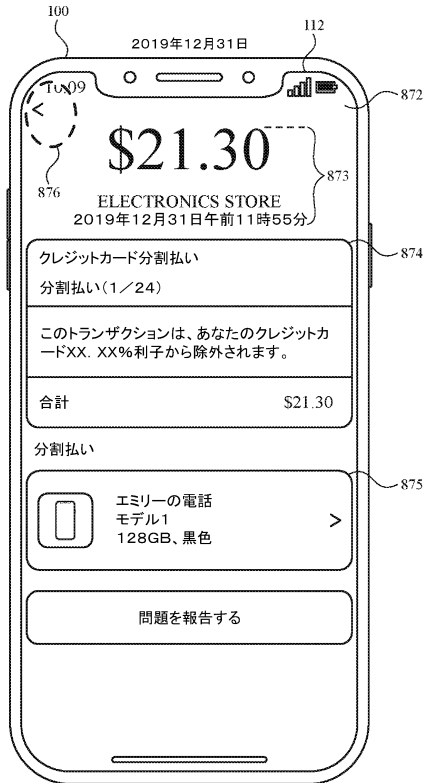 100
2019年12月31日
112
10:09
872
<
$21.30
873
876
ELECTRONICS STORE
2019年12月31日午前11時55分
874
クレジットカード分割払い
分割払い(1/24)
このトランザクションは、あなたのクレジットカ
ードXX. XX%利子から除外されます。
合計 $21.30
分割払い
875
エミリーの電話
モデル1
128GB、黒色
>
問題を報告する